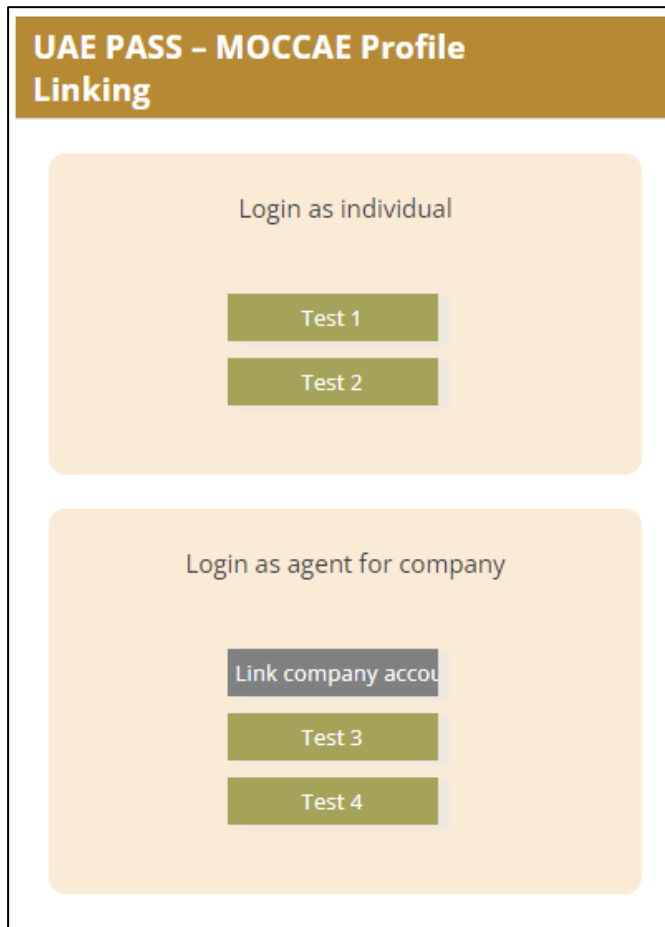 UAE PASS – MOCCAE Profile
Linking
Login as individual
Test 1
Test 2
Login as agent for company
Link company accou
Test 3
Test 4